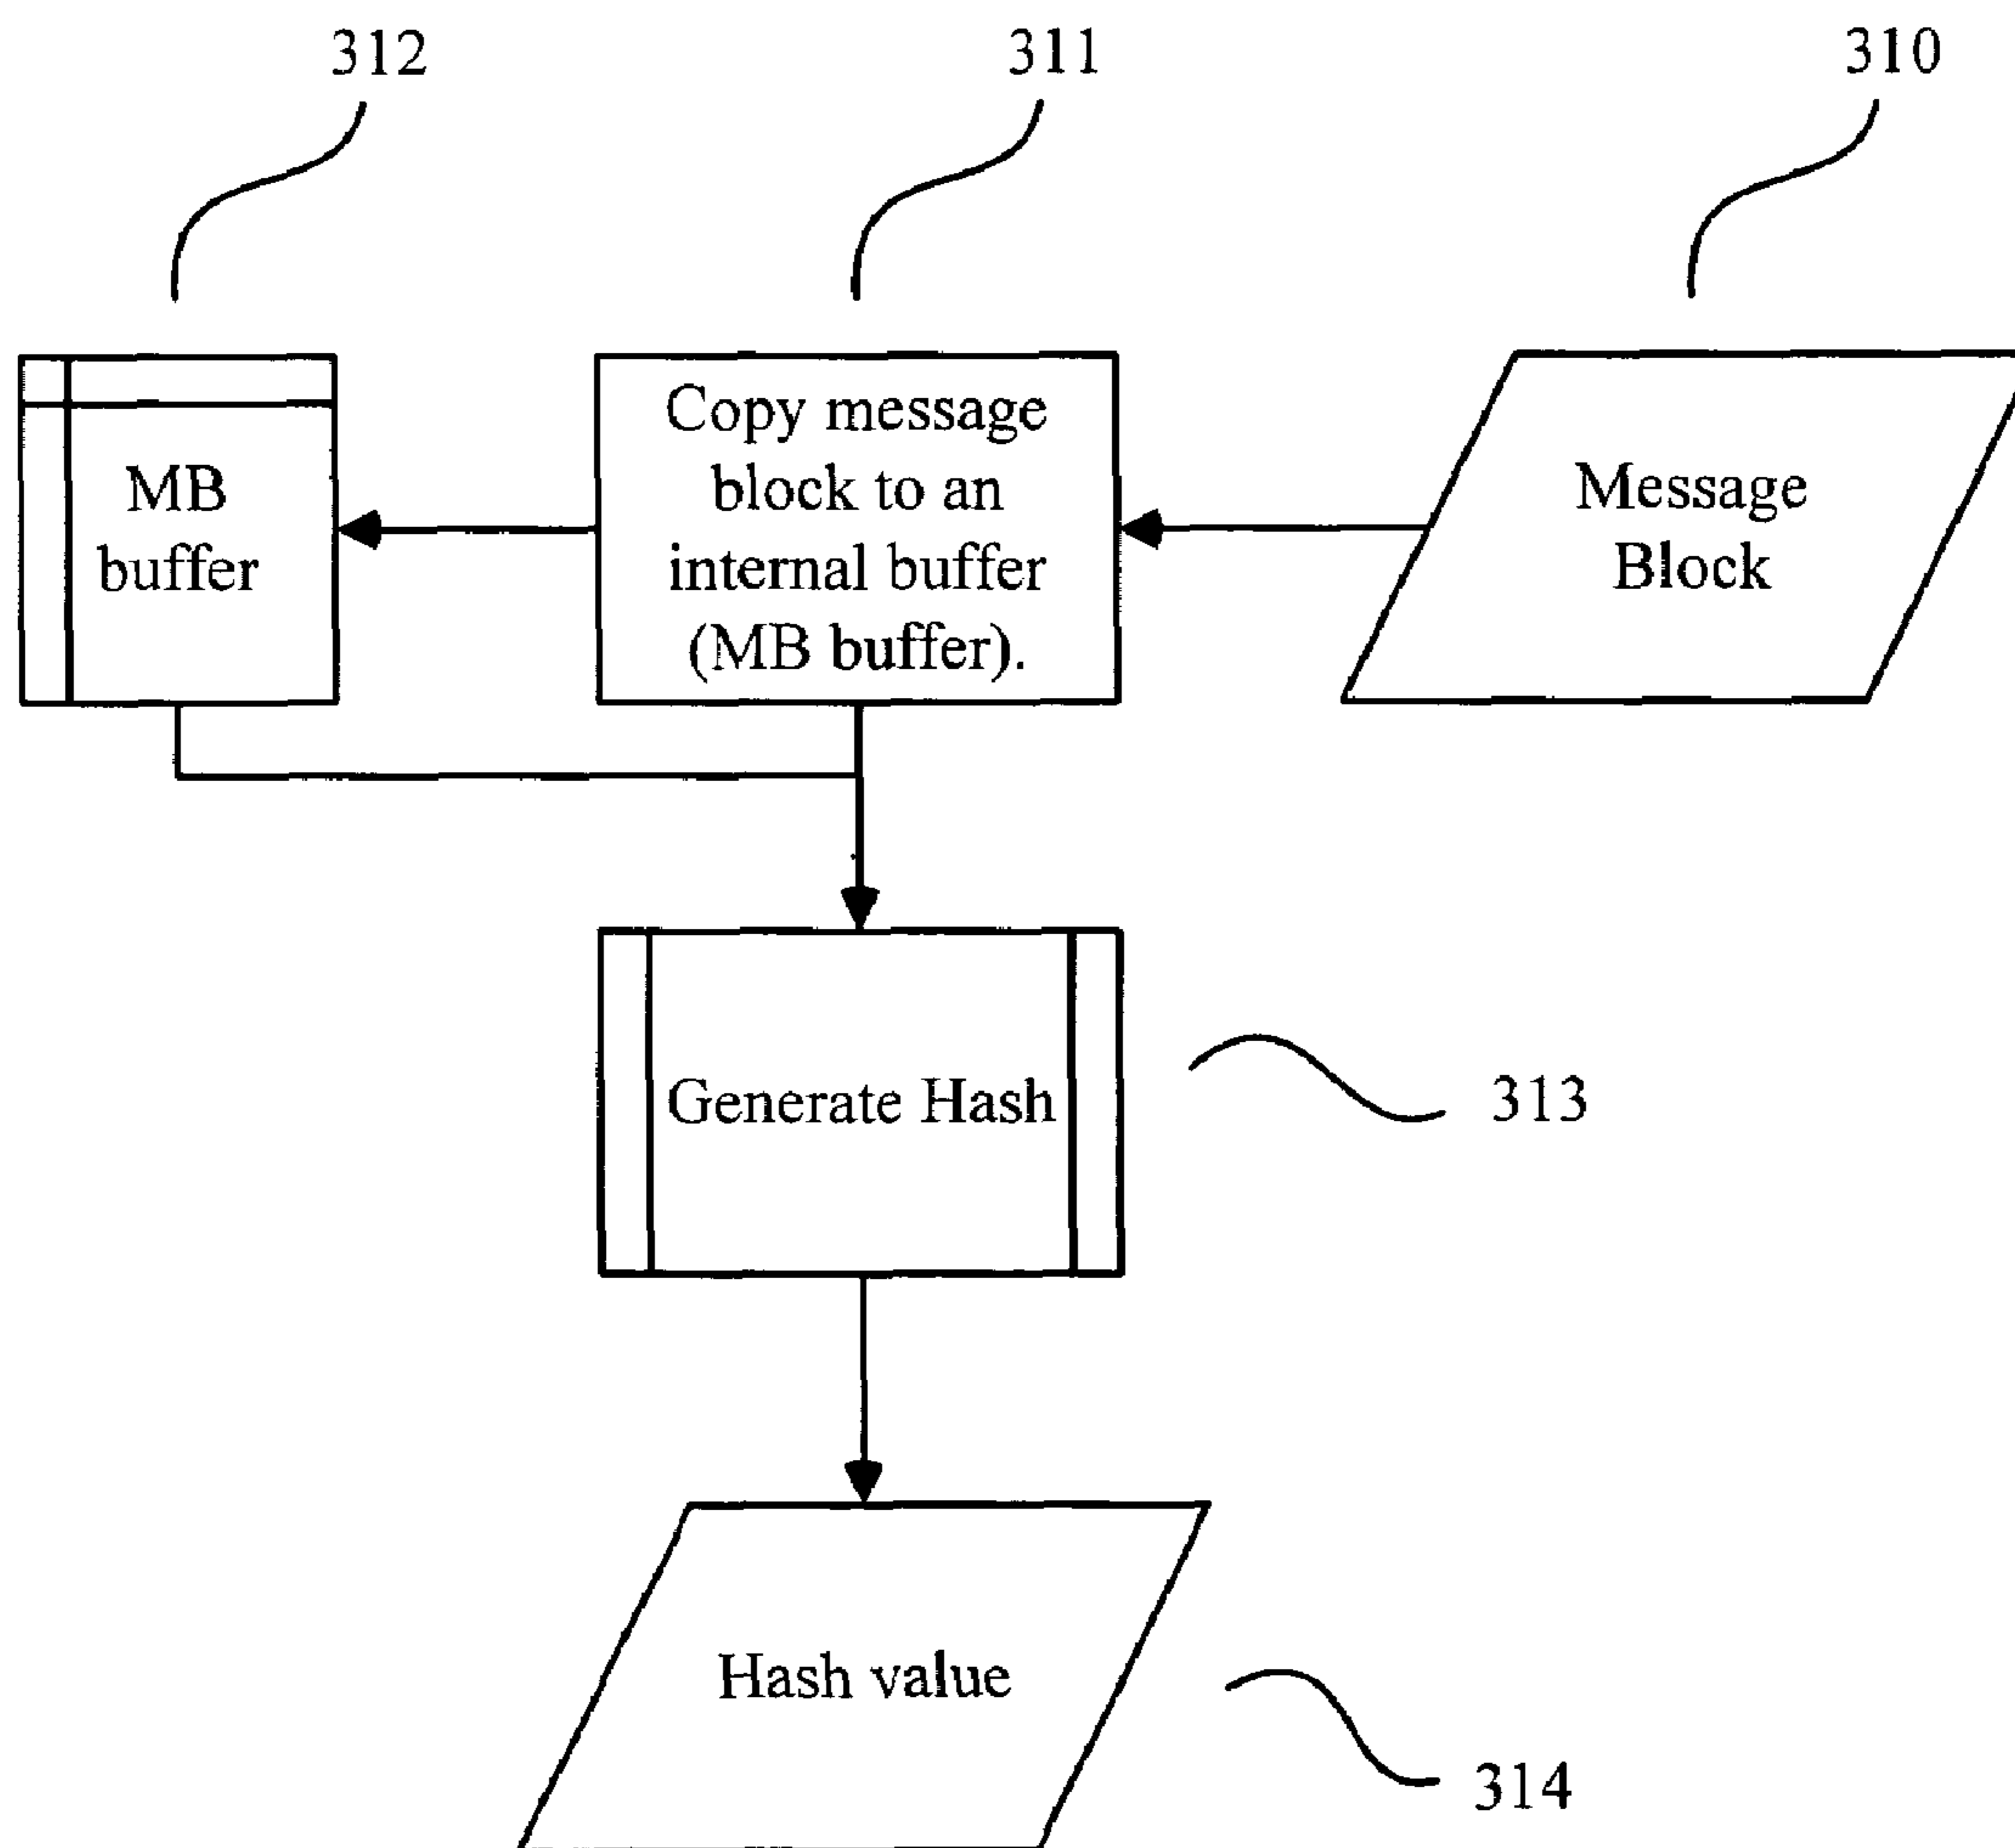 312
311
310
MB
buffer
Copy message
block to an
internal buffer
(MB buffer).
Message
Block
Generate Hash
313
Hash value
314